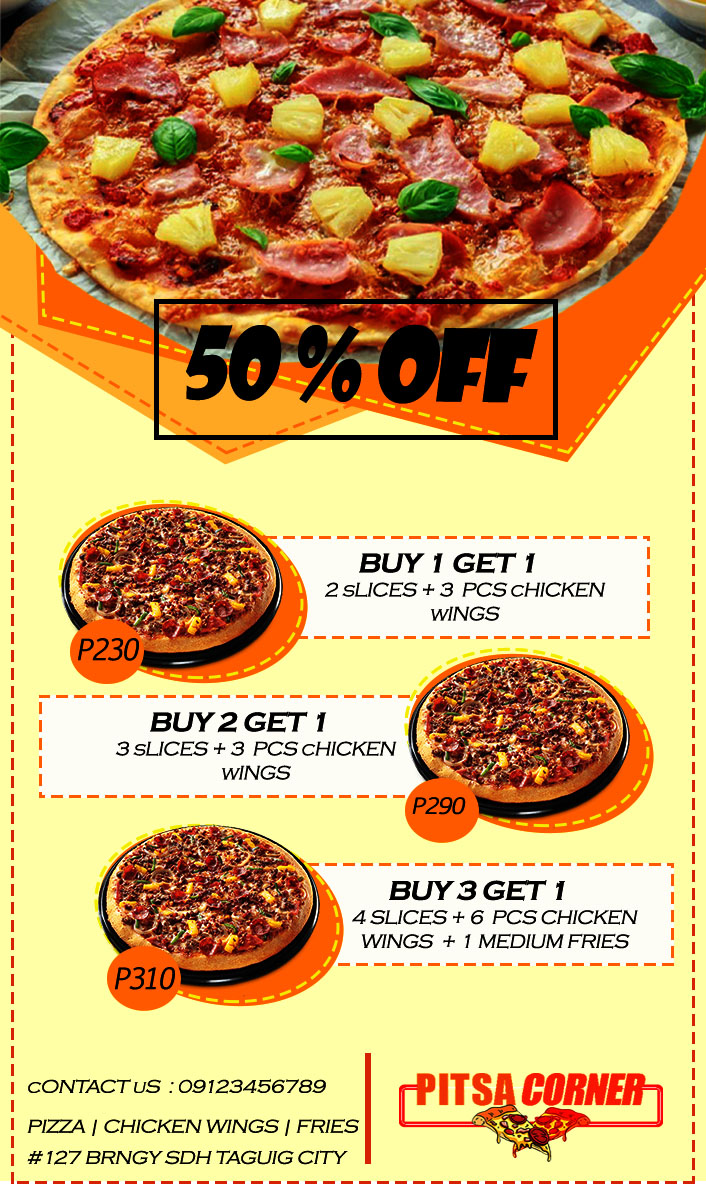 50 % OFF
BUY 1 GET 1
2 sLICES + 3 PCS cHICKEN
wINGS
P230
BUY 2 GET 1
3 sLICES + 3 PCS cHICKEN
wINGS
P290
BUY 3 GET 1
4 SLICES + 6 PCS CHICKEN
WINGS + 1 MEDIUM FRIES
P310
cONTACT us : 09123456789
PIZZA | CHICKEN WINGS | FRIES
#127 BRNGY SDH TAGUIG CITY
PITSA CORNER